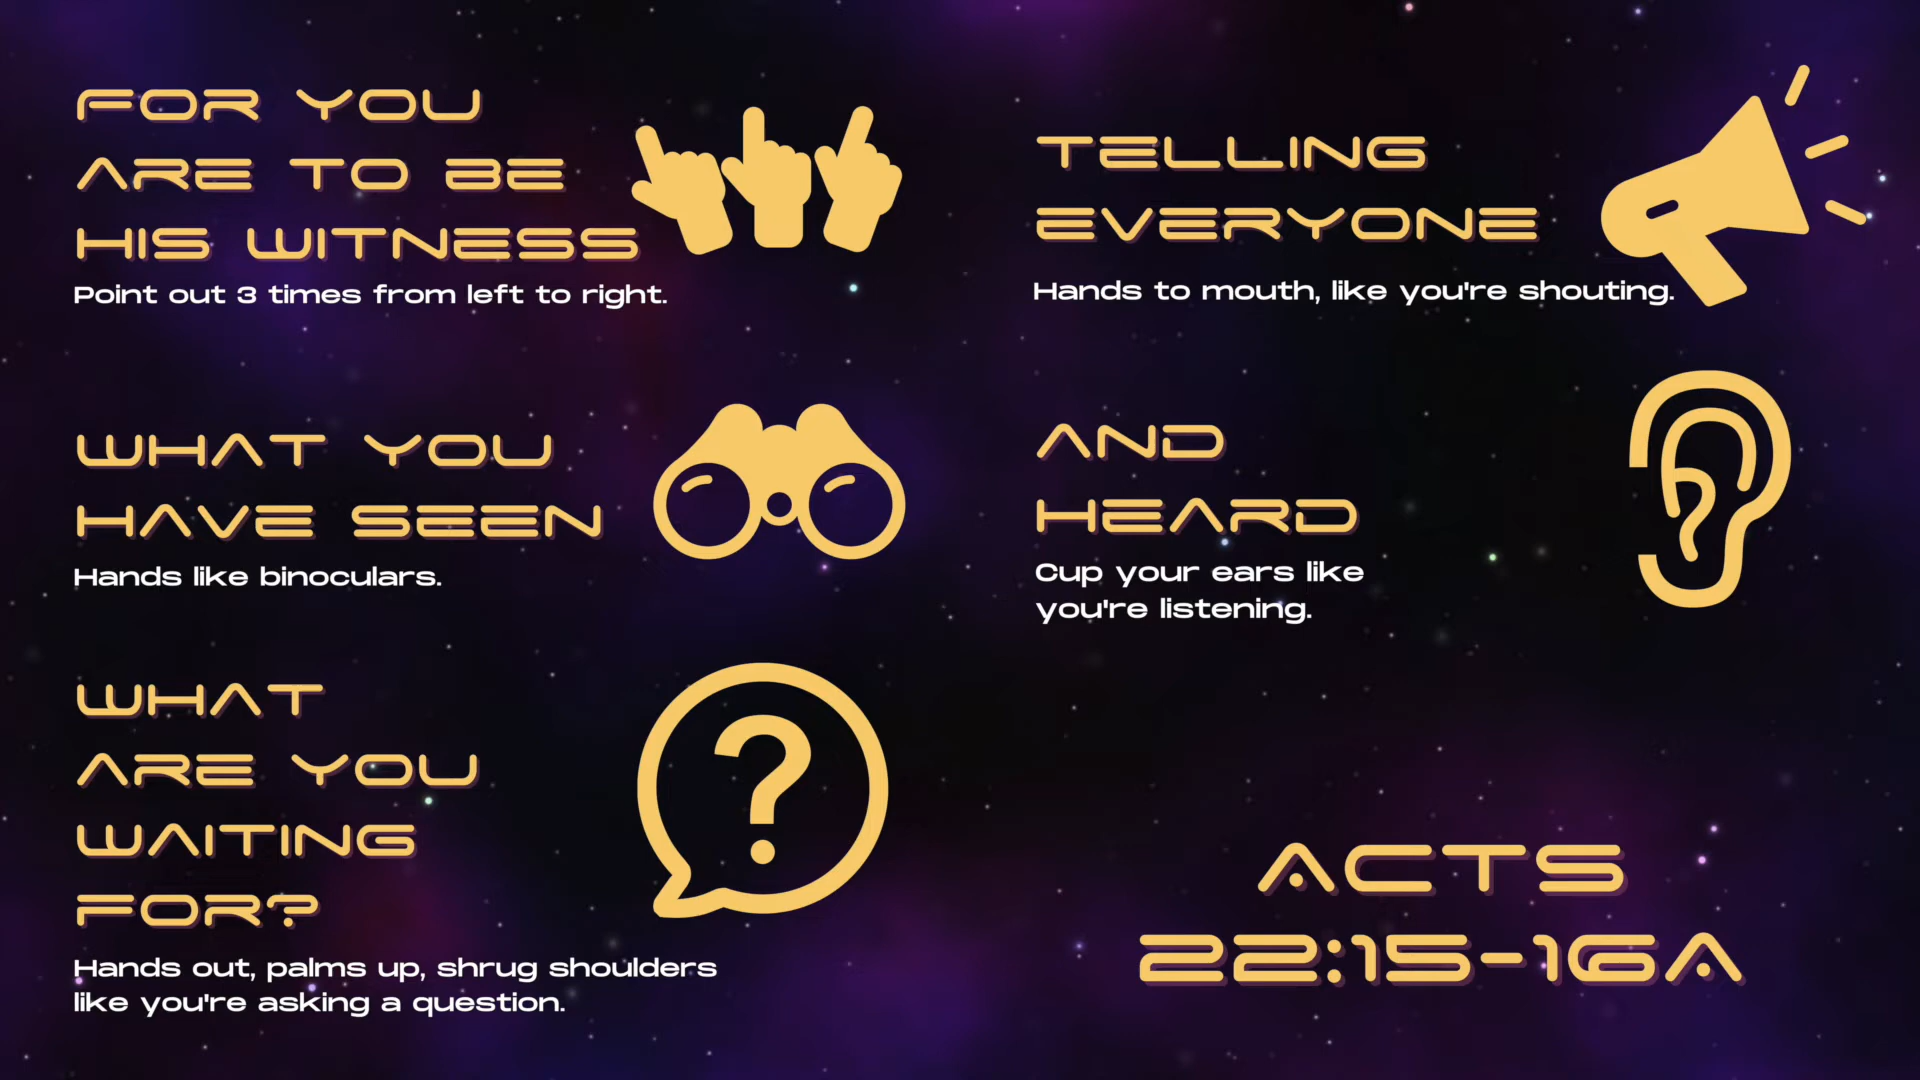 FOR YOU
ARE TO BE
HIS WITNESS
Point out 3 times from left to right.
TELLING
EVERYONE
Hands to mouth, like you're shouting.
WHAT YOU
HAVE SEEN
Hands like binoculars.
AND
HEARD
Cup your ears like
you're listening.
WHAT
ARE YOU
WAITING
FOR?
Hands out, palms up, shrug shoulders
like you're asking a question.
ACTS
22:15-16A